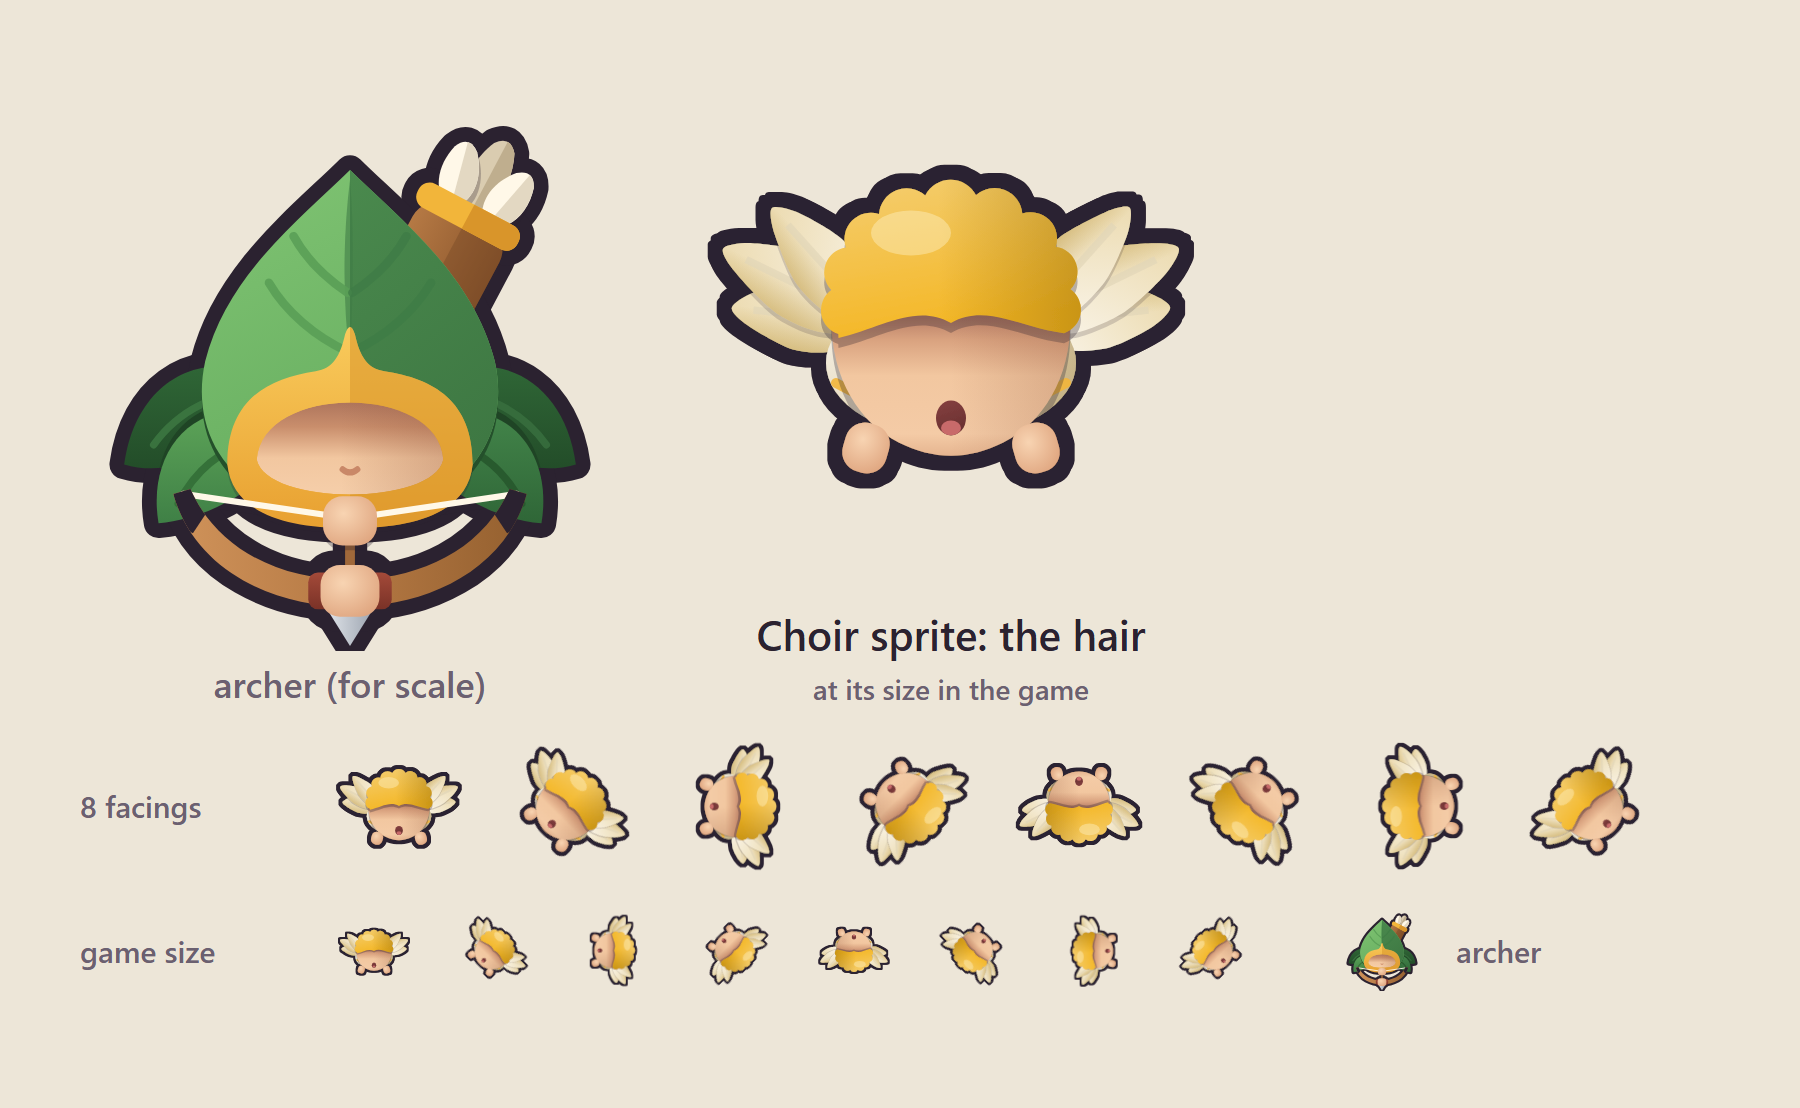 Choir sprite: the hair
archer (for scale)
at its size in the game
8 facings
game size
archer